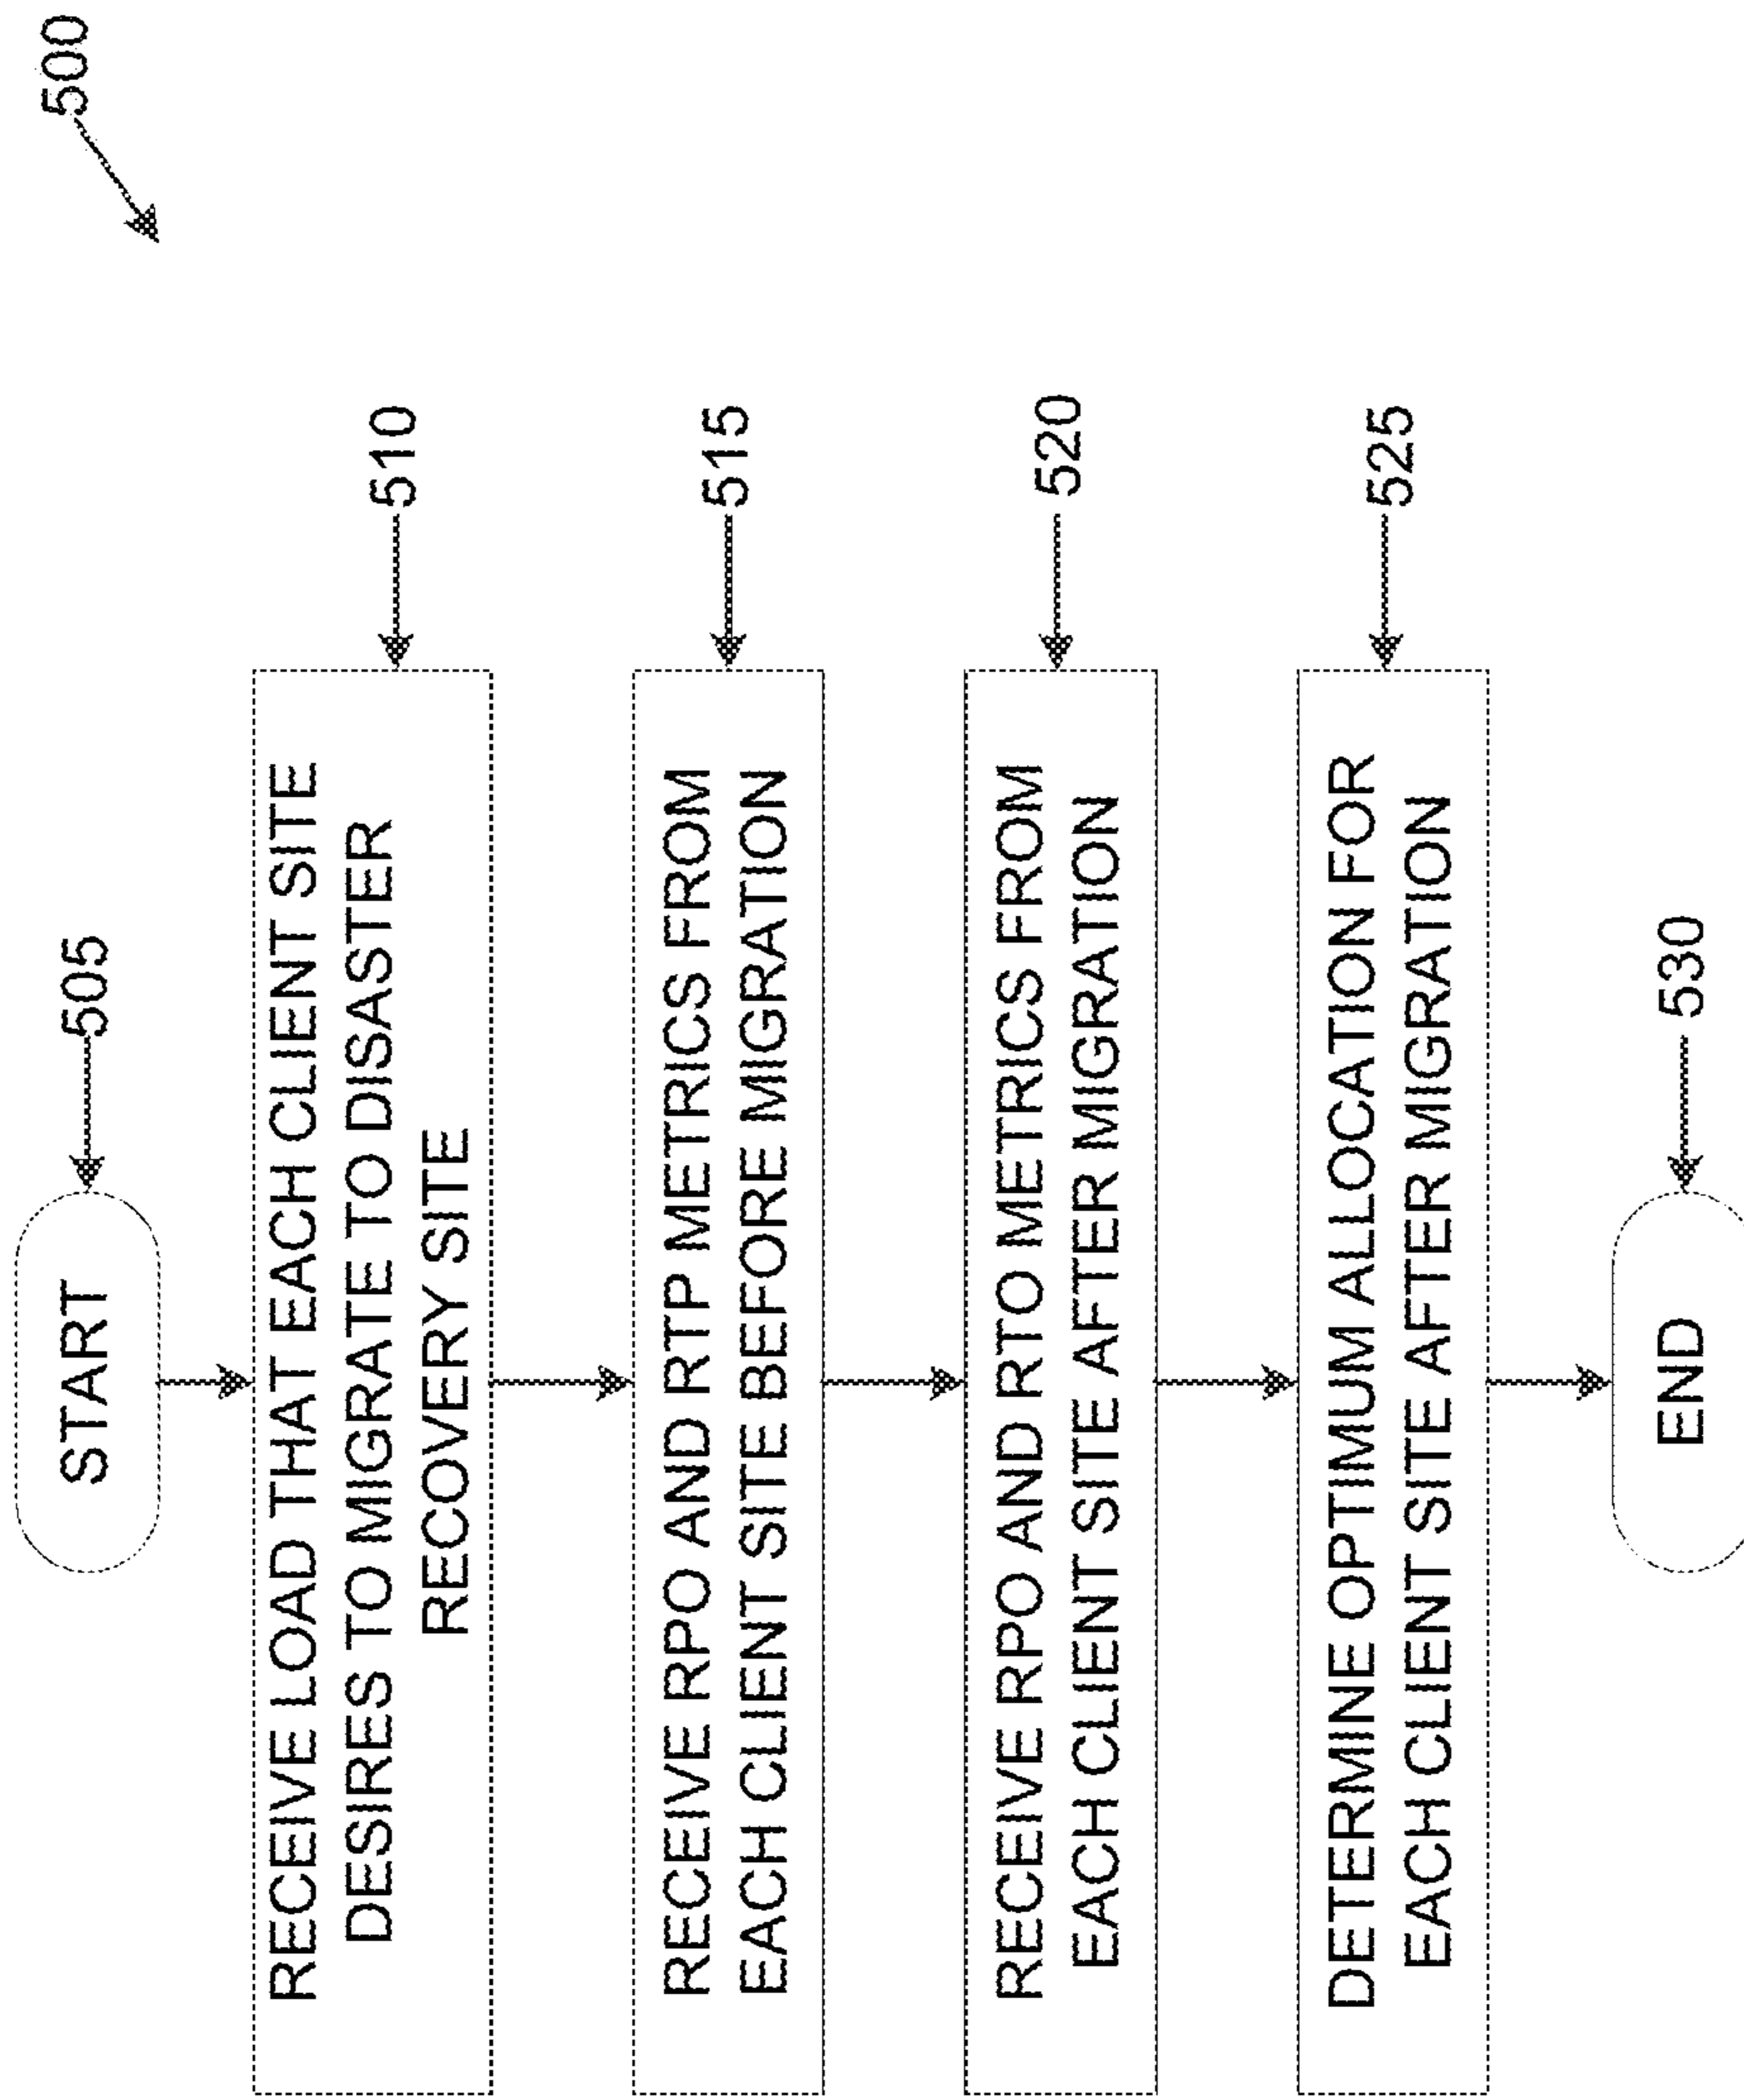 500
START
505
RECEIVE LOAD THAT EACH CLIENT SITE
DESIRES TO MIGRATE TO DISASTER
RECOVERY SITE
510
RECEIVE RPO AND RTP METRICS FROM
EACH CLIENT SITE BEFORE MIGRATION
515
RECEIVE RPO AND RTO METRICS FROM
EACH CLIENT SITE AFTER MIGRATION
520
DETERMINE OPTIMUM ALLOCATION FOR
EACH CLIENT SITE AFTER MIGRATION
525
END
530